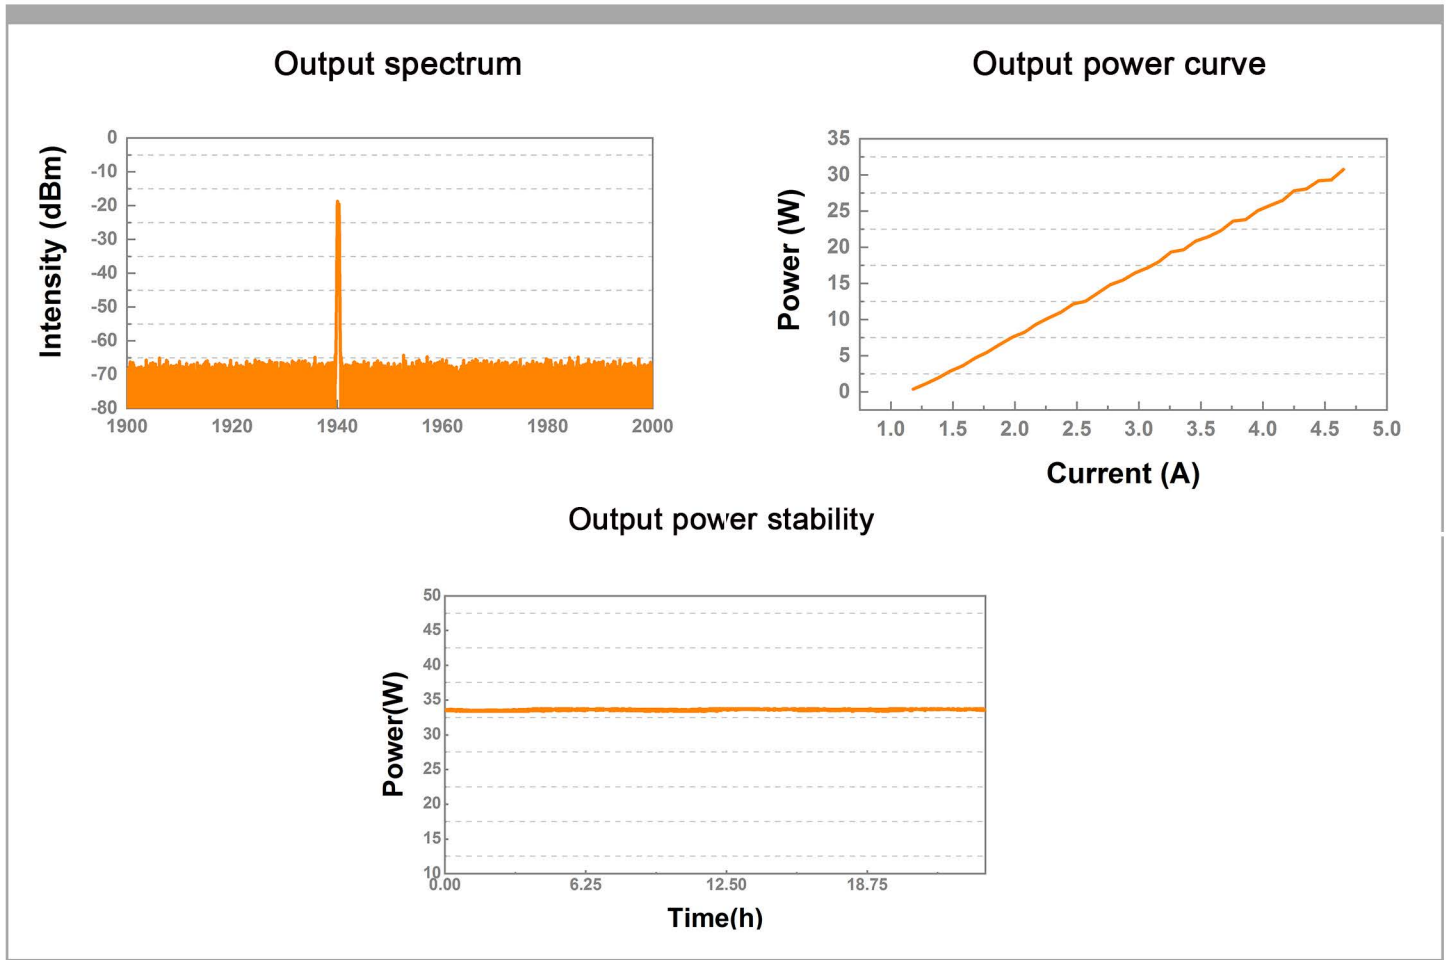 Output spectrum
Intensity (dBm)
0
-10
-20
-30
-40
-50
-60
-70
-80
1900 1920 1940 1960 1980 2000
Output power curve
Power (W)
35
30
25
20
15
10
5
0
1.0 1.5 2.0 2.5 3.0 3.5 4.0 4.5 5.0
Current (A)
Output power stability
Power(W)
50
45
40
35
30
25
20
15
10
0.00 6.25 12.50 18.75
Time(h)